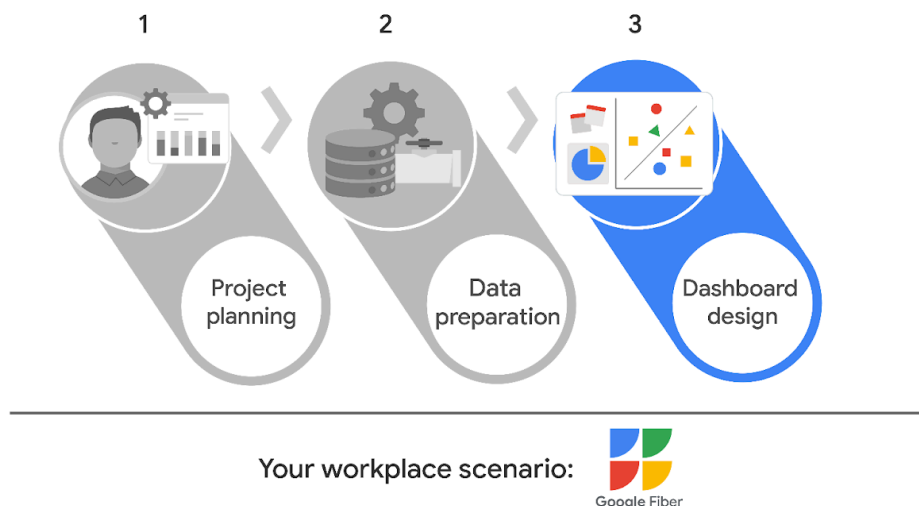 1
2
3
Project
planning
Data
preparation
Dashboard
design
Your workplace scenario:
Google Fiber